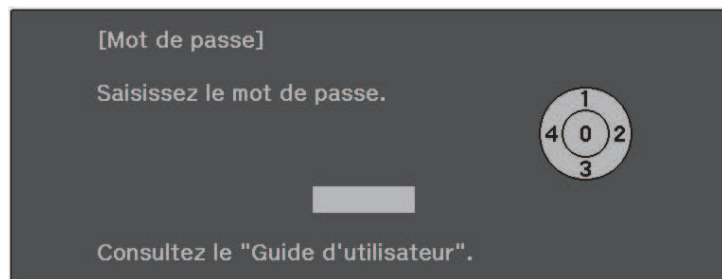 [Mot de passe]
Saisissez le mot de passe.
1
4 0 2
3
Consultez le "Guide d'utilisateur".